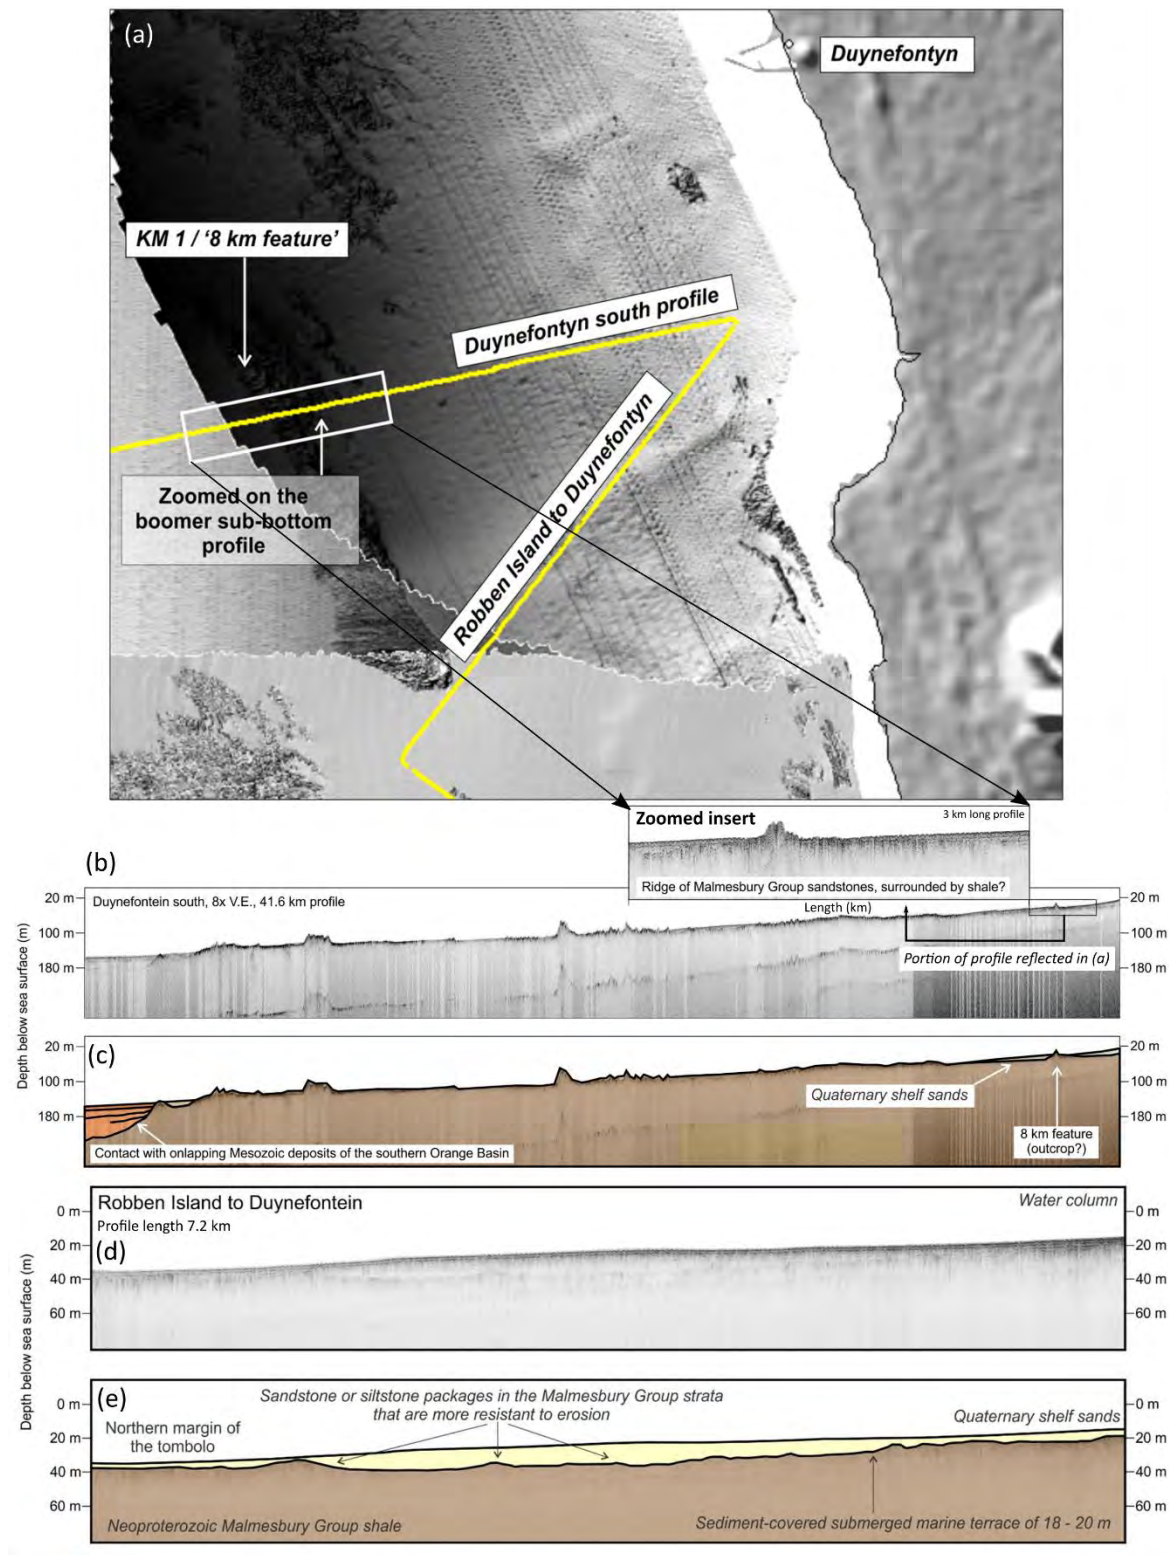 (a)
Duynefontyn
KM 1 / ‘8 km feature’
Duynefontyn south profile
Robben Island to Duynefontyn
Zoomed on the
boomer sub-bottom
profile
Zoomed insert
3 km long profile
Ridge of Malmesbury Group sandstones, surrounded by shale?
(b)
Duynefontein south, 8x V.E., 41.6 km profile
Length (km)
Portion of profile reflected in (a)
20 m
100 m
180 m
20 m
100 m
180 m
Depth below sea surface (m)
(c)
20 m
100 m
180 m
20 m
100 m
180 m
Quaternary shelf sands
8 km feature
(outcrop?)
Contact with onlapping Mesozoic deposits of the southern Orange Basin
Robben Island to Duynefontein
Profile length 7.2 km
Water column
(d)
0 m
20 m
40 m
60 m
0 m
20 m
40 m
60 m
Depth below sea surface (m)
(e)
Sandstone or siltstone packages in the Malmesbury Group strata
that are more resistant to erosion
Northern margin of
the tombolo
Quaternary shelf sands
0 m
20 m
40 m
60 m
0 m
20 m
40 m
60 m
Neoproterozoic Malmesbury Group shale
Sediment-covered submerged marine terrace of 18 - 20 m